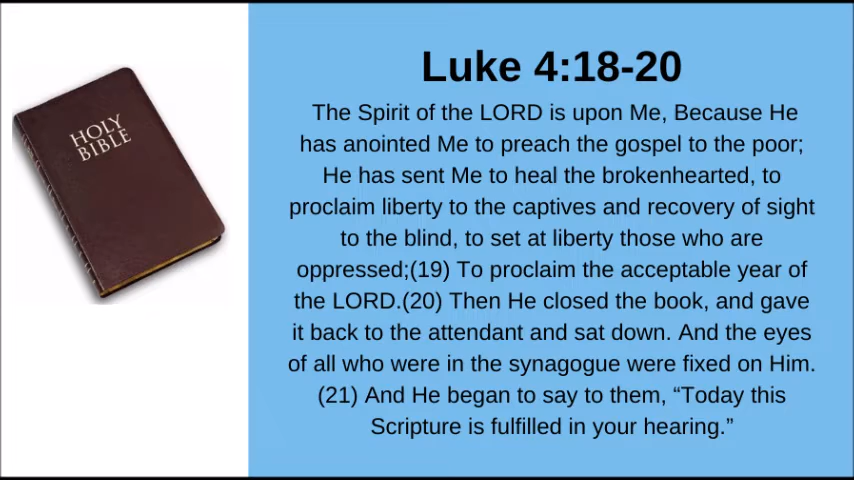 HOLY
BIBLE
Luke 4:18-20
The Spirit of the LORD is upon Me, Because He
has anointed Me to preach the gospel to the poor;
He has sent Me to heal the brokenhearted, to
proclaim liberty to the captives and recovery of sight
to the blind, to set at liberty those who are
oppressed;(19) To proclaim the acceptable year of
the LORD.(20) Then He closed the book, and gave
it back to the attendant and sat down. And the eyes
of all who were in the synagogue were fixed on Him.
(21) And He began to say to them, “Today this
Scripture is fulfilled in your hearing.”